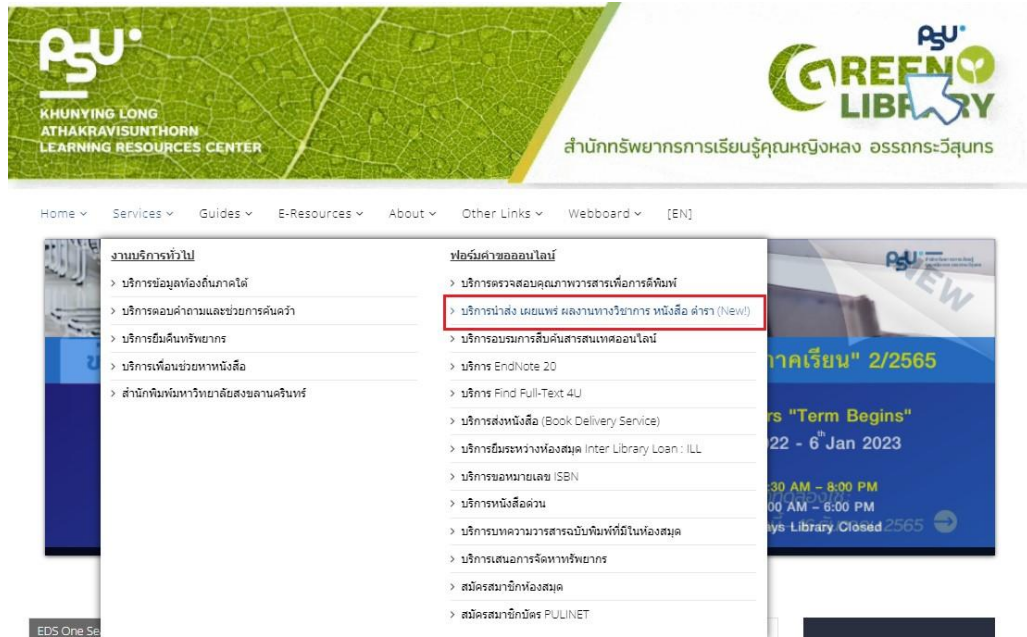 PSU
KHUNYING LONG
ATHAKRAVISUNTHORN
LEARNING RESOURCES CENTER
PSU
GREEN
LIBRARY
สำนักทรัพยากรการเรียนรู้คุณหญิงหลง อรรถกระวีสุนทร
Home Services Guides E-Resources About Other Links Webboard [EN]
งานบริการทั่วไป
> บริการข้อมูลท้องถิ่นภาคใต้
> บริการตอบคำถามและช่วยการค้นคว้า
> บริการยืมคืนทรัพยากร
> บริการเพื่อนช่วยหาหนังสือ
> สำนักพิมพ์มหาวิทยาลัยสงขลานครินทร์
ฟอร์มคำขอออนไลน์
> บริการตรวจสอบคุณภาพวารสารเพื่อการตีพิมพ์
> บริการนำส่ง เผยแพร่ ผลงานทางวิชาการ หนังสือ ตำรา (New!)
> บริการอบรมการสืบค้นสารสนเทศออนไลน์
> บริการ EndNote 20
> บริการ Find Full-Text 4U
> บริการส่งหนังสือ (Book Delivery Service)
> บริการยืมระหว่างห้องสมุด Inter Library Loan : ILL
> บริการขอหมายเลข ISBN
> บริการหนังสือด่วน
> บริการบทความวารสารฉบับพิมพ์ที่มีในห้องสมุด
> บริการเสนอการจัดหาทรัพยากร
> สมัครสมาชิกห้องสมุด
> สมัครสมาชิกบัตร PULINET
PSU
NEW
าคเรียน" 2/2565
rs "Term Begins"
22 - 6th Jan 2023
:30 AM – 8:00 PM
00 AM – 6:00 PM
ys Library Closed 2565
EDS One Se